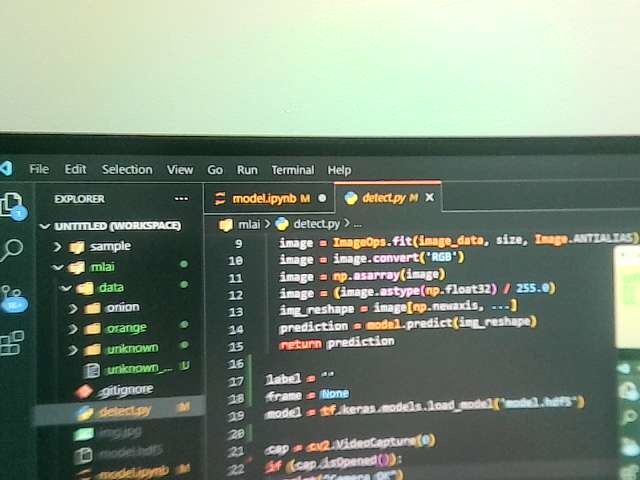 File Edit Selection View Go Run Terminal Help
EXPLORER ...
model.ipynb M
detect.py M
UNTITLED (WORKSPACE)
mlai > detect.py > ...
sample
mlai
data
onion
orange
unknown
unknown_... U
.gitignore
detect.py M
img.jpg
model.hdf5
model.ipynb M
9 image = ImageOps.fit(image_data, size, Image.ANTIALIAS)
10 image = image.convert('RGB')
11 image = np.asarray(image)
12 image = (image.astype(np.float32) / 255.0)
13 img_reshape = image[np.newaxis, ...]
14 prediction = model.predict(img_reshape)
15 return prediction
16
17 label = ""
18 frame = None
19 model = tf.keras.models.load_model('model.hdf5')
20
21 cap = cv2.VideoCapture(0)
22 if (cap.isOpened()):